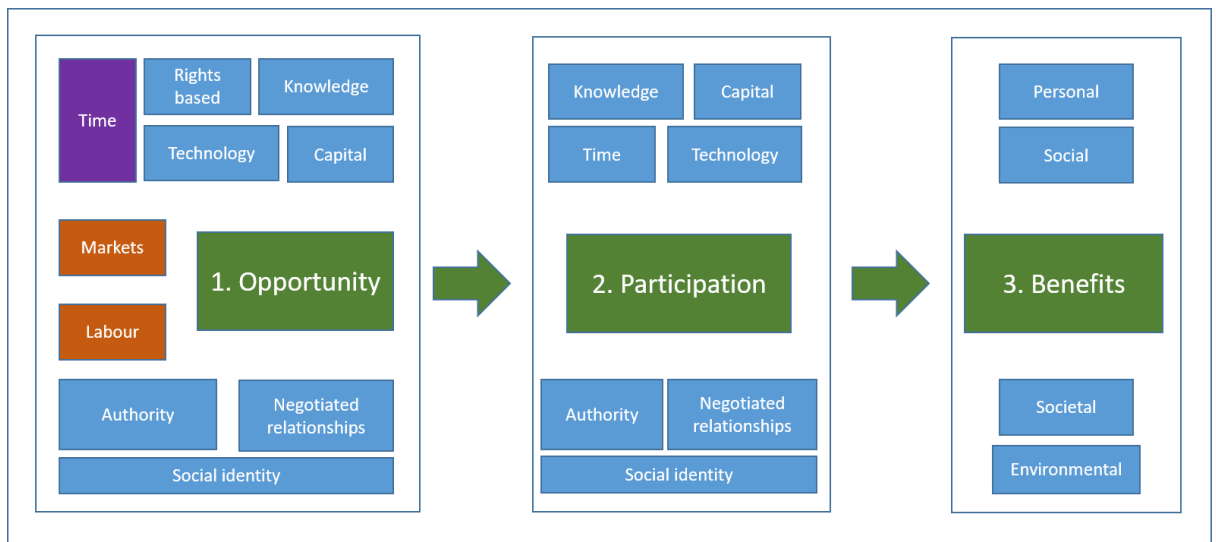 Time
Rights
based
Knowledge
Technology
Capital
Markets
1. Opportunity
Labour
Authority
Negotiated
relationships
Social identity
Knowledge
Capital
Time
Technology
2. Participation
Authority
Negotiated
relationships
Social identity
Personal
Social
3. Benefits
Societal
Environmental